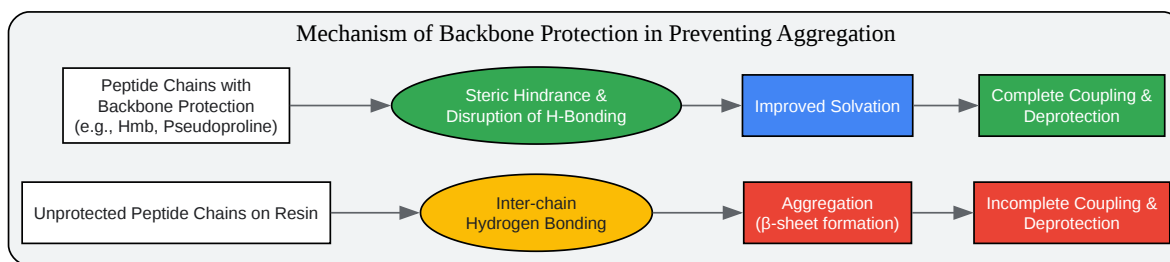 Mechanism of Backbone Protection in Preventing Aggregation
Peptide Chains with
Backbone Protection
(e.g., Hmb, Pseudoproline)
Steric Hindrance &
Disruption of H-Bonding
Improved Solvation
Complete Coupling &
Deprotection
Unprotected Peptide Chains on Resin
Inter-chain
Hydrogen Bonding
Aggregation
(β-sheet formation)
Incomplete Coupling &
Deprotection